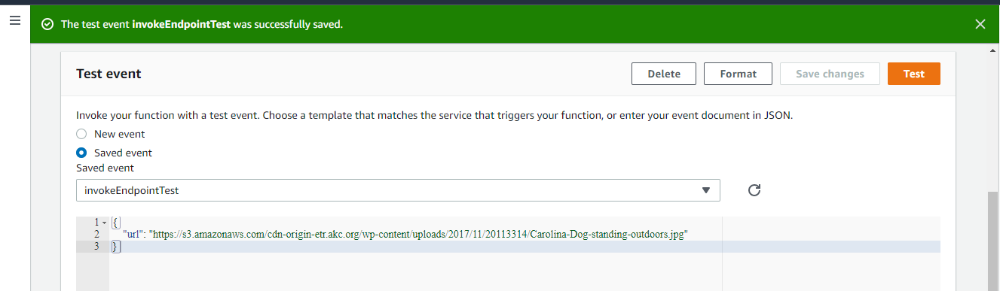 The test event invokeEndpointTest was successfully saved.
Test event
Delete
Format
Save changes
Test
Invoke your function with a test event. Choose a template that matches the service that triggers your function, or enter your event document in JSON.
New event
Saved event
Saved event
invokeEndpointTest
1 {
2 "url": "https://s3.amazonaws.com/cdn-origin-etr.akc.org/wp-content/uploads/2017/11/20113314/Carolina-Dog-standing-outdoors.jpg"
3 }